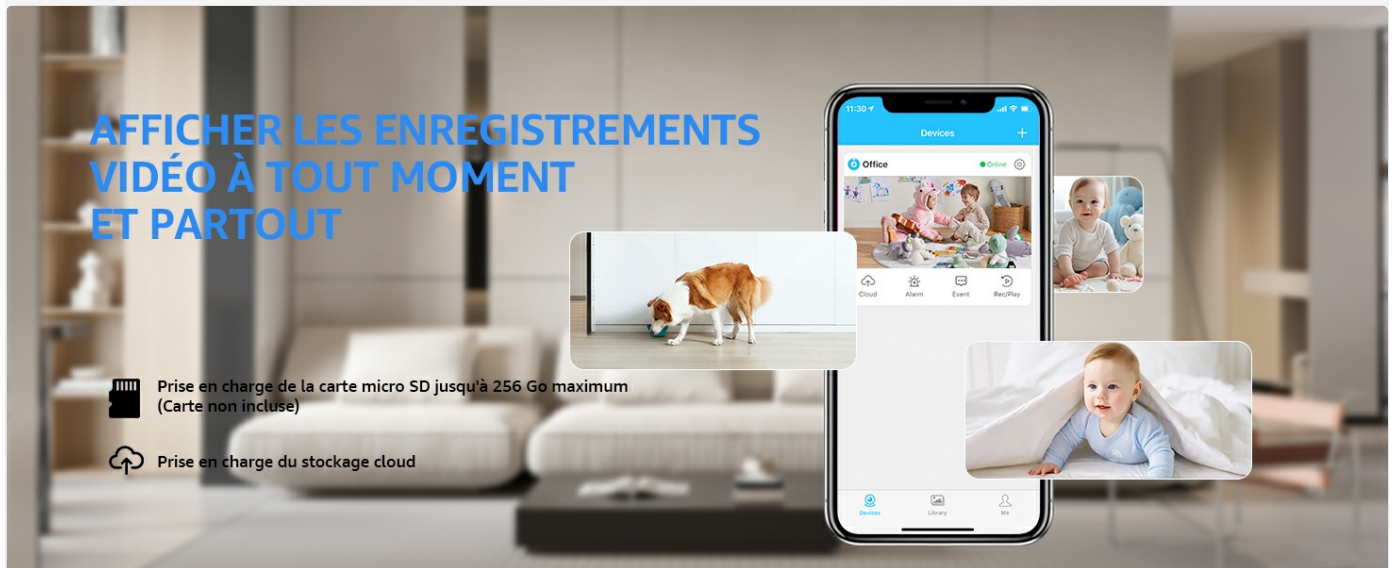 AFFICHER LES ENREGISTREMENTS
VIDÉO À TOUT MOMENT
ET PARTOUT
Prise en charge de la carte micro SD jusqu'à 256 Go maximum
(Carte non incluse)
Prise en charge du stockage cloud
11:30
Devices
+
Office
Online
Cloud
Alarm
Event
Rec/Play
Devices
Library
Me